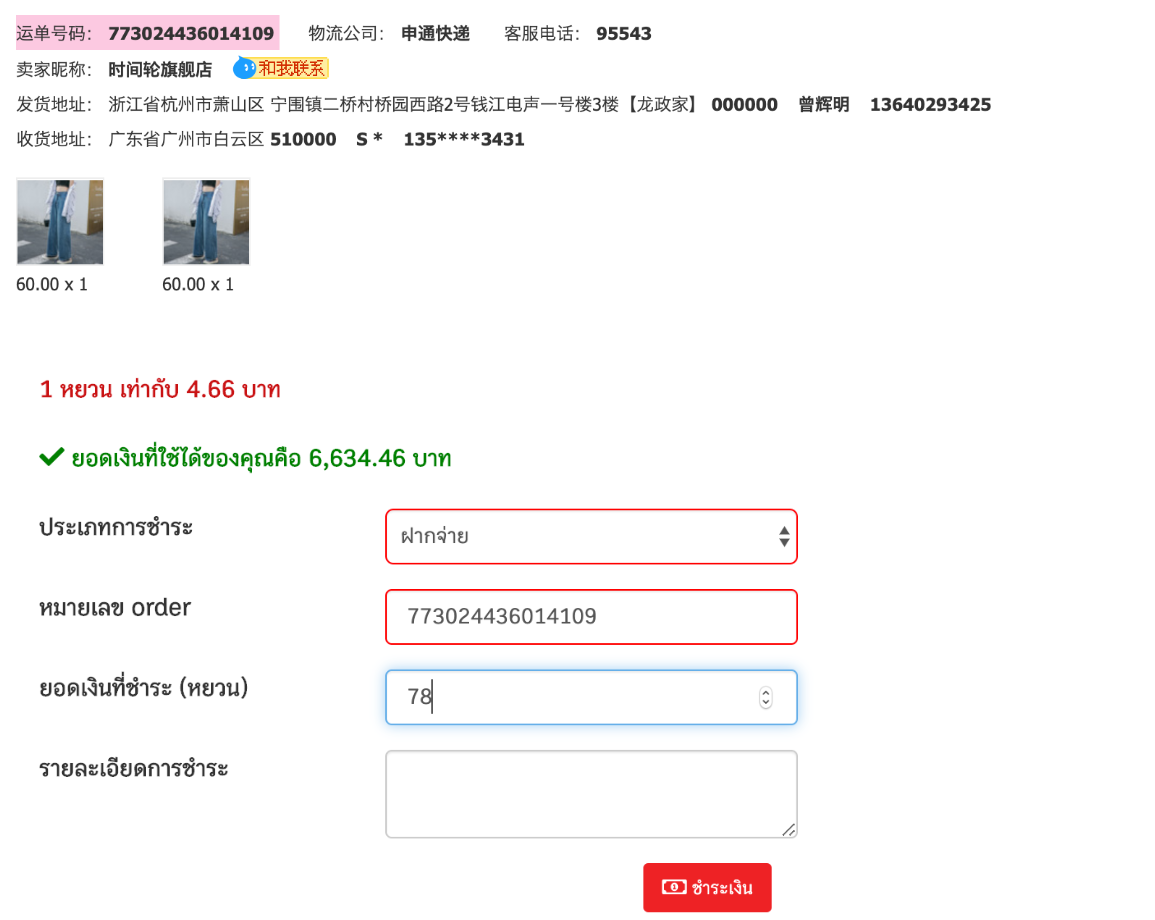 运单号码： 773024436014109 物流公司： 申通快递 客服电话： 95543
卖家昵称： 时间轮旗舰店 和我联系
发货地址： 浙江省杭州市萧山区 宁围镇二桥村桥园西路2号钱江电声一号楼3楼【龙政家】 000000 曾辉明 13640293425
收货地址： 广东省广州市白云区 510000 S * 135****3431
60.00 x 1 60.00 x 1
1 หยวน เท่ากับ 4.66 บาท
ยอดเงินที่ใช้ได้ของคุณคือ 6,634.46 บาท
ประเภทการชำระ ฝากจ่าย
หมายเลข order 773024436014109
ยอดเงินที่ชำระ (หยวน) 78
รายละเอียดการชำระ
ชำระเงิน